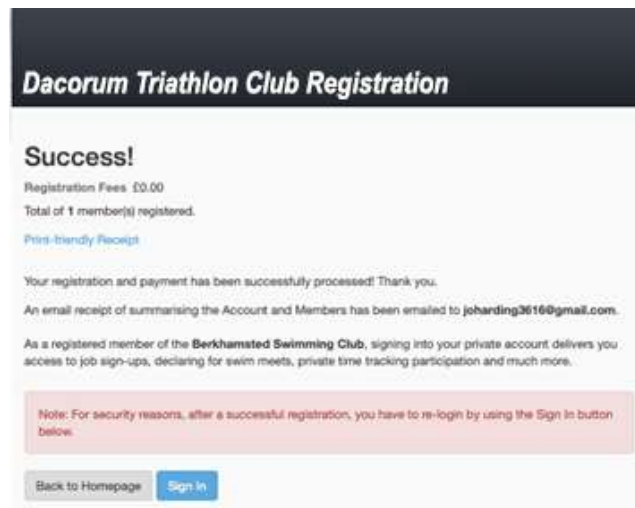 Dacorum Triathlon Club Registration
Success!
Registration Fees £0.00
Total of 1 member(s) registered.
Print-friendly Receipt
Your registration and payment has been successfully processed! Thank you.
An email receipt of summarising the Account and Members has been emailed to joharding3616@gmail.com.
As a registered member of the Berkhamsted Swimming Club, signing into your private account delivers you
access to job sign-ups, declaring for swim meets, private time tracking participation and much more.
Note: For security reasons, after a successful registration, you have to re-login by using the Sign In button
below.
Back to Homepage
Sign In